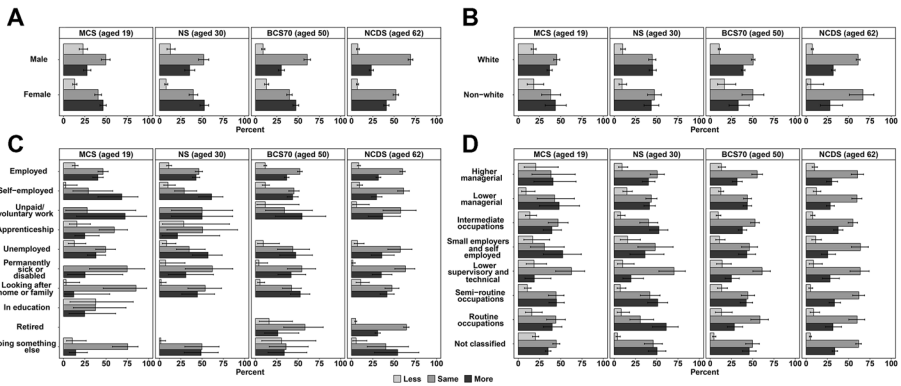 A
MCS (aged 19) NS (aged 30) BCS70 (aged 50) NCDS (aged 62)
Male
Female
0 25 50 75 100 0 25 50 75 100 0 25 50 75 100 0 25 50 75 100
Percent
B
MCS (aged 19) NS (aged 30) BCS70 (aged 50) NCDS (aged 62)
White
Non−white
0 25 50 75 100 0 25 50 75 100 0 25 50 75 100 0 25 50 75 100
Percent
C
MCS (aged 19) NS (aged 30) BCS70 (aged 50) NCDS (aged 62)
Employed
Self−employed
Unpaid/
voluntary work
Apprenticeship
Unemployed
Permanently
sick or
disabled
Looking after
home or family
In education
Retired
oing something
else
0 25 50 75 100 0 25 50 75 100 0 25 50 75 100 0 25 50 75 100
Percent
D
MCS (aged 19) NS (aged 30) BCS70 (aged 50) NCDS (aged 62)
Higher
managerial
Lower
managerial
Intermediate
occupations
Small employers
and self
employed
Lower
supervisory and
technical
Semi−routine
occupations
Routine
occupations
Not classified
0 25 50 75 100 0 25 50 75 100 0 25 50 75 100 0 25 50 75 100
Percent
Less Same More